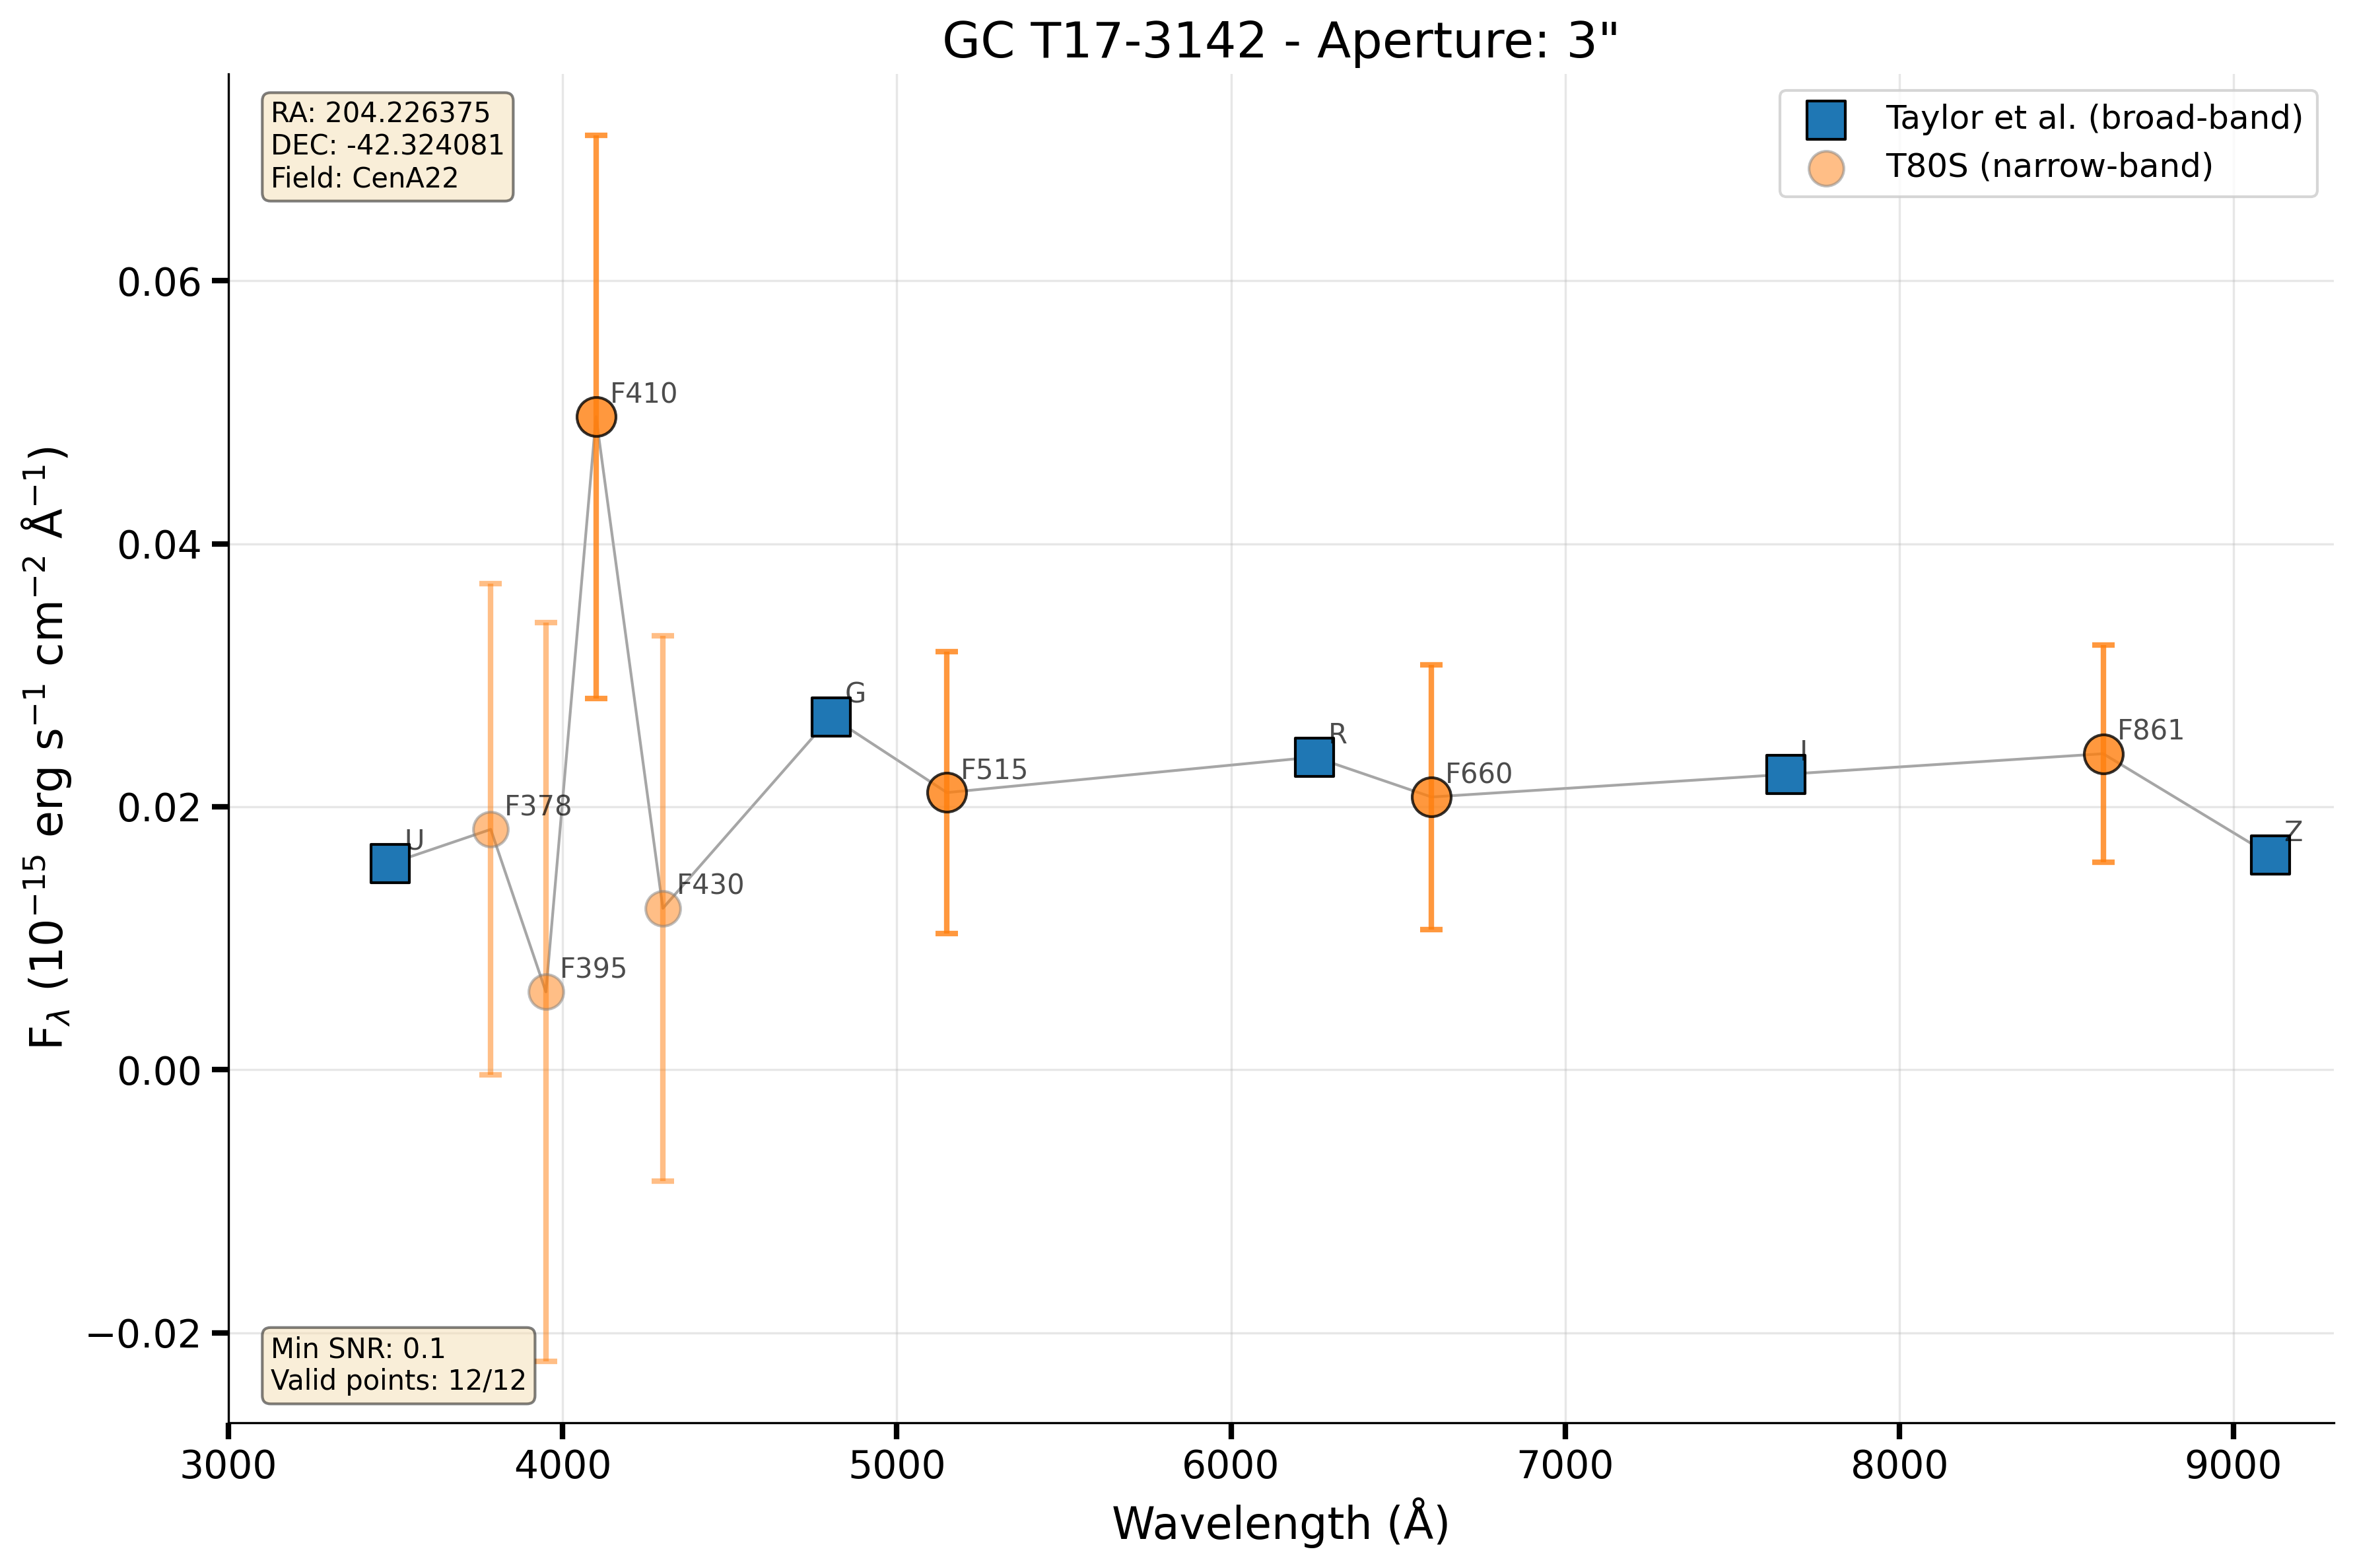 GC T17-3142 - Aperture: 3"
RA: 204.226375
DEC: -42.324081
Field: CenA22
Taylor et al. (broad-band)
T80S (narrow-band)
F410
G
R
I
F861
F515
F660
F378
U
Z
F430
F395
0.06
0.04
0.02
0.00
−0.02
F_λ (10⁻¹⁵ erg s⁻¹ cm⁻² Å⁻¹)
Min SNR: 0.1
Valid points: 12/12
3000 4000 5000 6000 7000 8000 9000
Wavelength (Å)